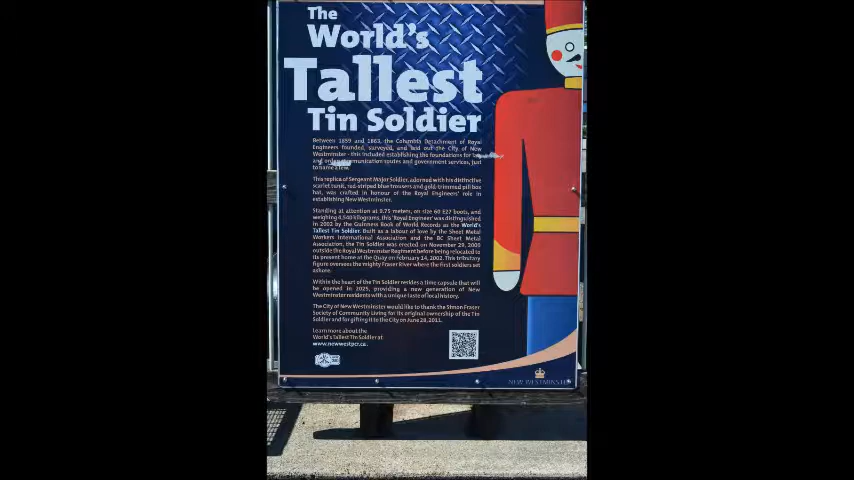 The
World's
Tallest
Tin Soldier
Between 1859 and 1863, the Columbia Detachment of Royal
Engineers founded, surveyed, and laid out the City of New
Westminster - this included establishing the foundations for law
and order, communication routes and government services, just
to name a few.
This replica of Sergeant Major Soldier, adorned with his distinctive
scarlet tunic, red-striped blue trousers and gold-trimmed pill box
hat, was crafted in honour of the Royal Engineers' role in
establishing New Westminster.
Standing at attention at 9.75 meters, on size 60 EZ7 boots, and
weighing 4,540 kilograms, this 'Royal Engineer' was distinguished
in 2002 by the Guinness Book of World Records as the World's
Tallest Tin Soldier. Built as a labour of love by the Sheet Metal
Workers International Association and the BC Sheet Metal
Association, the Tin Soldier was erected on November 29, 2000
outside the Royal Westminster Regiment before being relocated to
its present home at the Quay on February 14, 2002. This tributary
figure oversees the mighty Fraser River where the first soldiers set
ashore.
Within the heart of the Tin Soldier resides a time capsule that will
be opened in 2025, providing a new generation of New
Westminster residents with a unique taste of local history.
The City of New Westminster would like to thank the Simon Fraser
Society of Community Living for its original ownership of the Tin
Soldier and for gifting it to the City on June 28, 2011.
Learn more about the
World's Tallest Tin Soldier at
www.newwestpcr.ca.
NEW WESTMINSTER